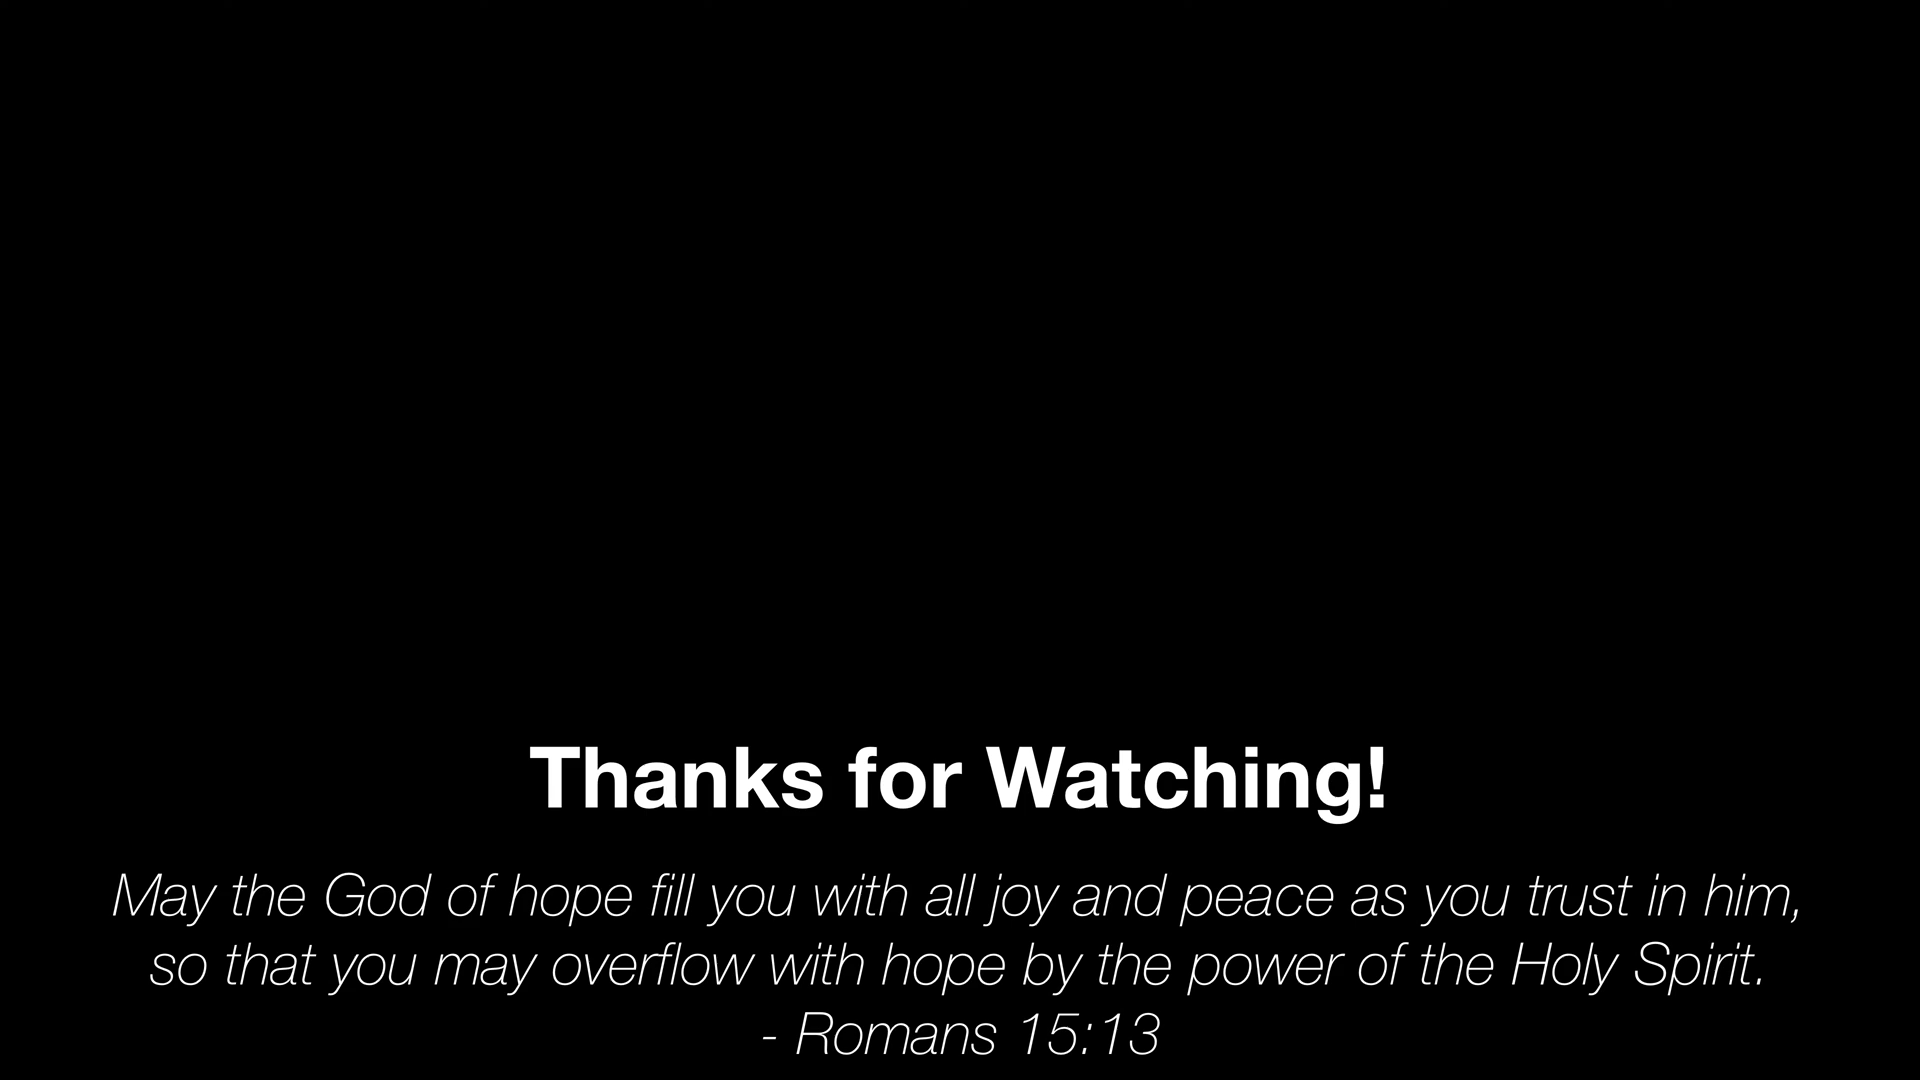 Thanks for Watching!
May the God of hope fill you with all joy and peace as you trust in him,
so that you may overflow with hope by the power of the Holy Spirit.
- Romans 15:13